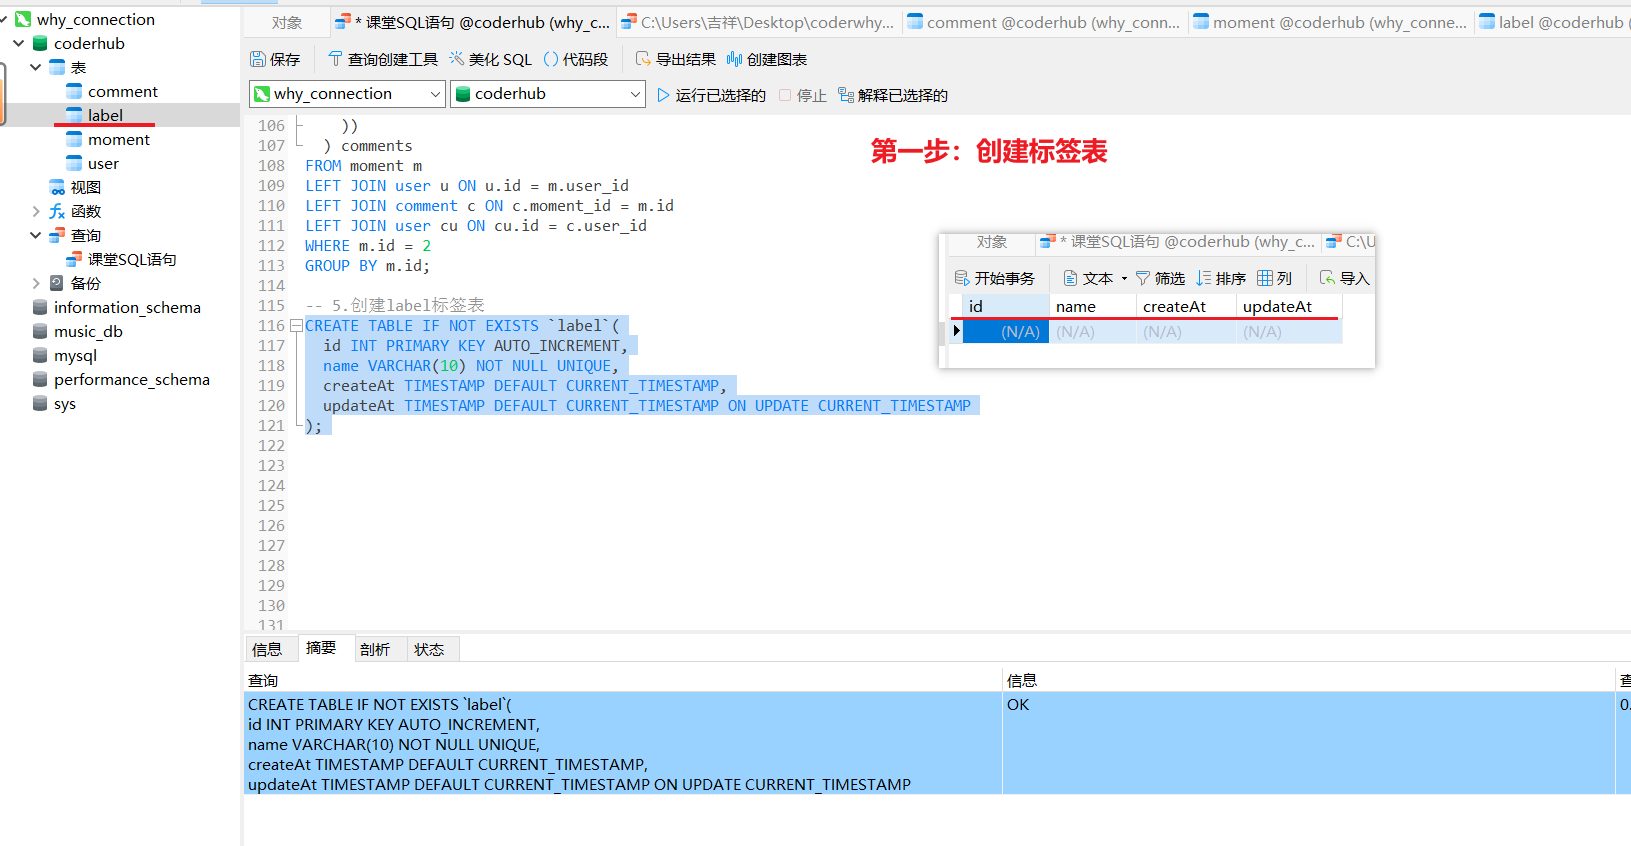 why_connection
coderhub
表
comment
label
moment
user
视图
函数
查询
课堂SQL语句
备份
information_schema
music_db
mysql
performance_schema
sys
对象
* 课堂SQL语句 @coderhub (why_c...
C:\Users\吉祥\Desktop\coderwhy...
comment @coderhub (why_conn...
moment @coderhub (why_conne...
label @coderhub (
保存
查询创建工具
美化 SQL
() 代码段
导出结果
创建图表
why_connection
coderhub
运行已选择的
停止
解释已选择的
106 ))
107 ) comments
108 FROM moment m
109 LEFT JOIN user u ON u.id = m.user_id
110 LEFT JOIN comment c ON c.moment_id = m.id
111 LEFT JOIN user cu ON cu.id = c.user_id
112 WHERE m.id = 2
113 GROUP BY m.id;
114
115 -- 5.创建label标签表
116 CREATE TABLE IF NOT EXISTS `label`(
117 id INT PRIMARY KEY AUTO_INCREMENT,
118 name VARCHAR(10) NOT NULL UNIQUE,
119 createAt TIMESTAMP DEFAULT CURRENT_TIMESTAMP,
120 updateAt TIMESTAMP DEFAULT CURRENT_TIMESTAMP ON UPDATE CURRENT_TIMESTAMP
121 );
122
123
124
125
126
127
128
129
130
131
第一步：创建标签表
对象
* 课堂SQL语句 @coderhub (why_c...
C:\U
开始事务
文本
筛选
排序
列
导入
id name createAt updateAt
(N/A) (N/A) (N/A) (N/A)
信息 摘要 剖析 状态
查询 信息 查
CREATE TABLE IF NOT EXISTS `label`( OK 0.
id INT PRIMARY KEY AUTO_INCREMENT,
name VARCHAR(10) NOT NULL UNIQUE,
createAt TIMESTAMP DEFAULT CURRENT_TIMESTAMP,
updateAt TIMESTAMP DEFAULT CURRENT_TIMESTAMP ON UPDATE CURRENT_TIMESTAMP